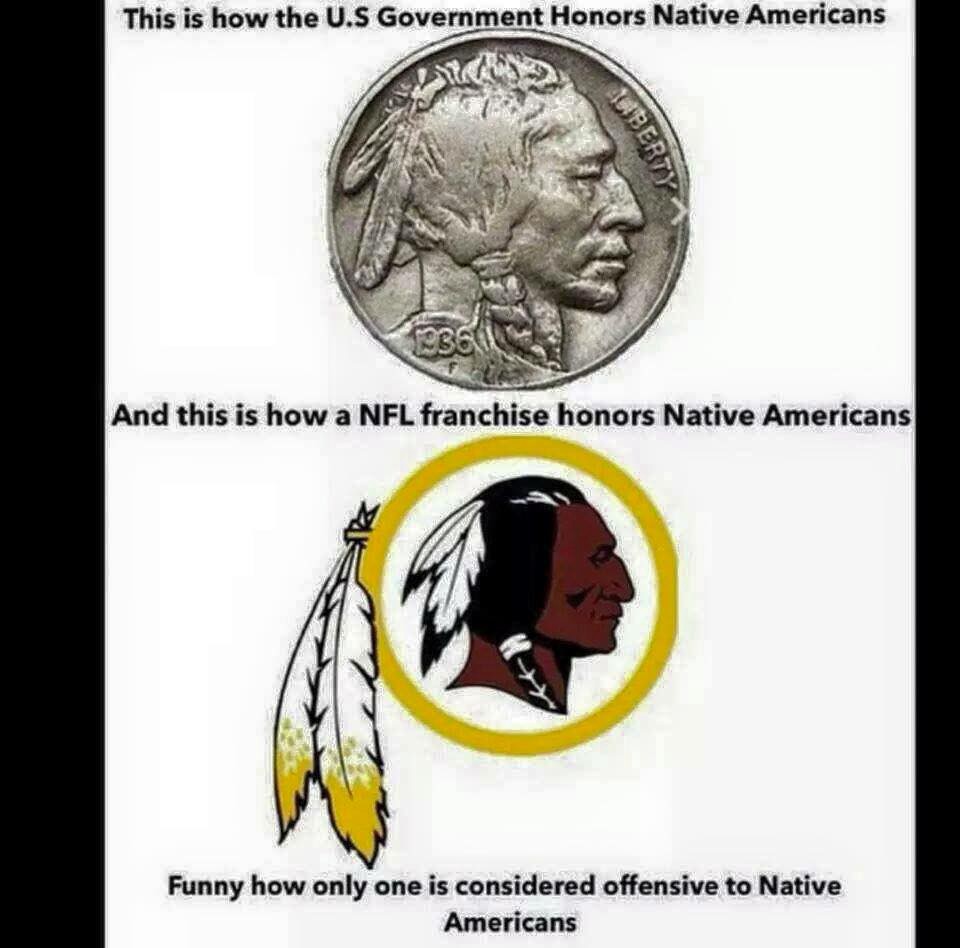 This is how the U.S Government Honors Native Americans
LIBERTY
1936
F
And this is how a NFL franchise honors Native Americans
Funny how only one is considered offensive to Native
Americans